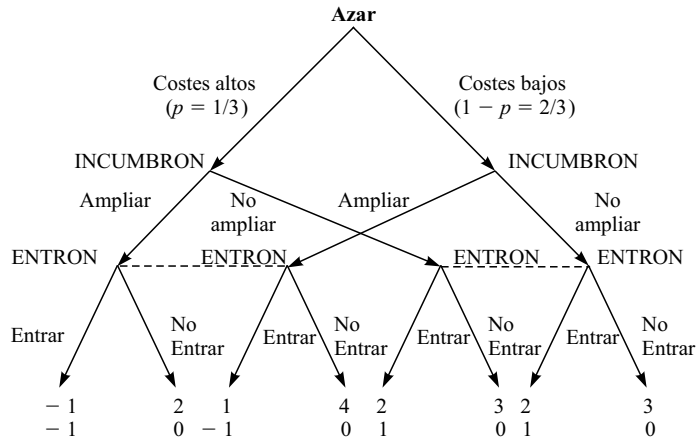 Azar
Costes altos
(p = 1/3)
Costes bajos
(1 − p = 2/3)
INCUMBRON
INCUMBRON
Ampliar
No
ampliar
Ampliar
No
ampliar
ENTRON
ENTRON
ENTRON
ENTRON
Entrar
No
Entrar
Entrar
No
Entrar
Entrar
No
Entrar
Entrar
No
Entrar
− 1 2 1 4 2 3 2 3
− 1 0 − 1 0 1 0 1 0